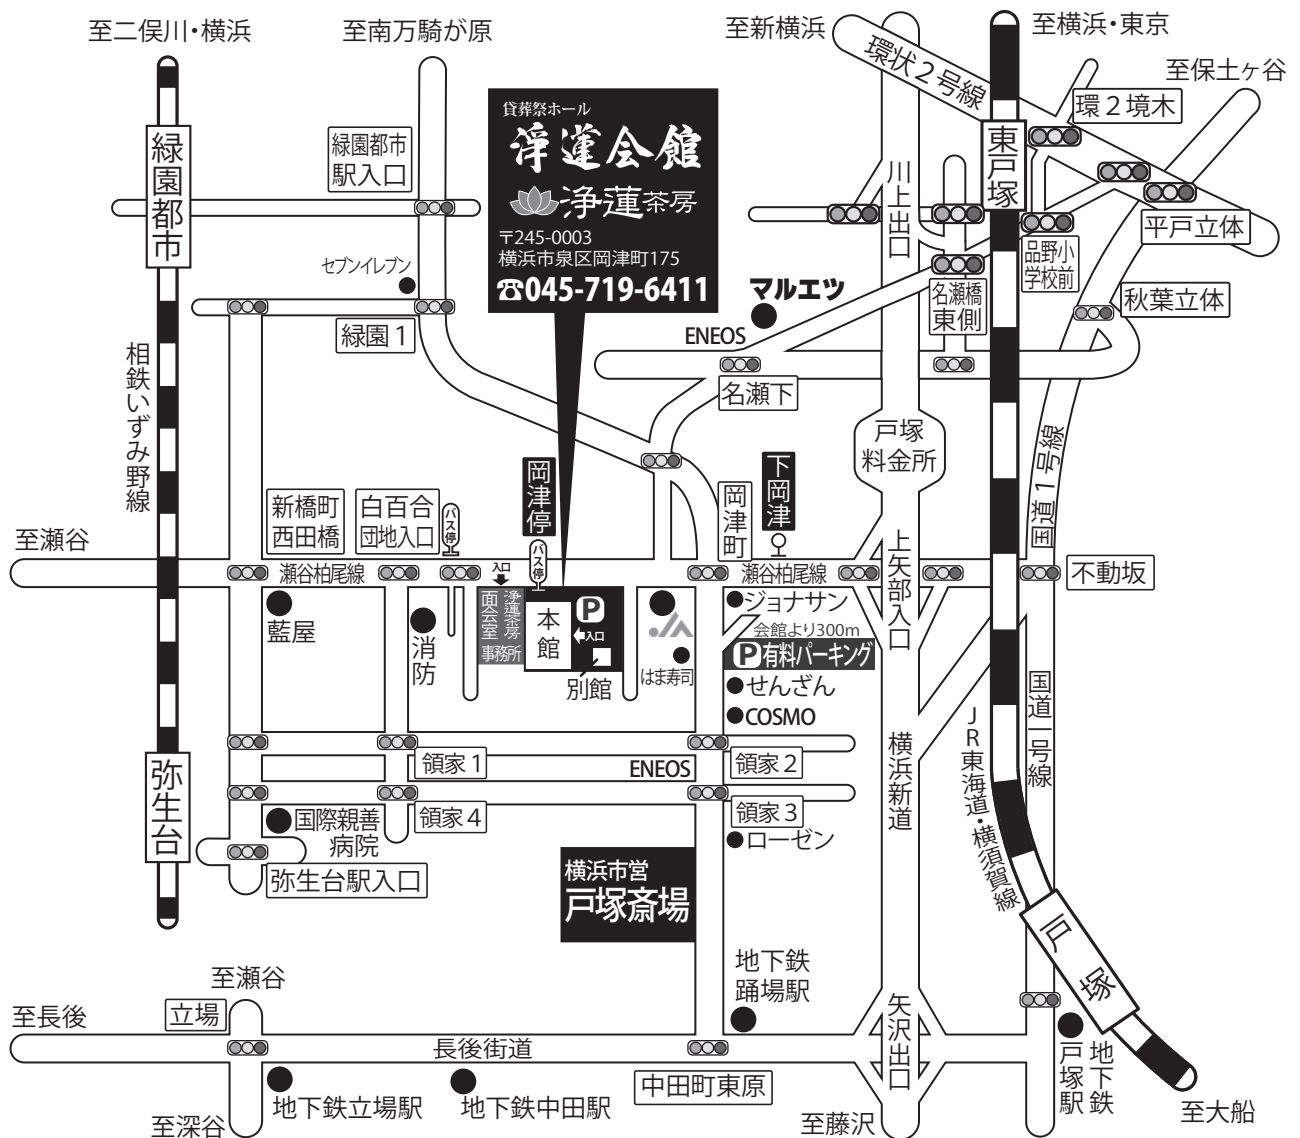 至二俣川・横浜
至南万騎が原
至新横浜
至横浜・東京
至保土ヶ谷
環状2号線
環2境木
貸葬祭ホール
浄蓮会館
浄蓮茶房
〒245-0003
横浜市泉区岡津町175
☎045-719-6411
緑園都市
緑園都市
駅入口
東戸塚
川上出口
平戸立体
品野小
学校前
セブンイレブン
マルエツ
名瀬橋
東側
秋葉立体
緑園1
ENEOS
相鉄いずみ野線
名瀬下
戸塚
料金所
国道1号線
岡津停
下岡津
岡津町
新橋町
西田橋
白百合
団地入口
バス停
バス停
至瀬谷
瀬谷柏尾線
入口
瀬谷柏尾線
上矢部入口
不動坂
藍屋
消防
面会室
浄蓮茶房
事務所
本館
P
入口
別館
JA
はま寿司
ジョナサン
会館より300m
P有料パーキング
せんざん
COSMO
横浜新道
国道一号線
JR東海道・横須賀線
弥生台
領家1
ENEOS
領家2
領家4
領家3
国際親善
病院
ローゼン
弥生台駅入口
横浜市営
戸塚斎場
戸塚
地下鉄
踊場駅
至瀬谷
立場
至長後
長後街道
矢沢出口
地下鉄
戸塚駅
中田町東原
地下鉄立場駅
地下鉄中田駅
至深谷
至藤沢
至大船